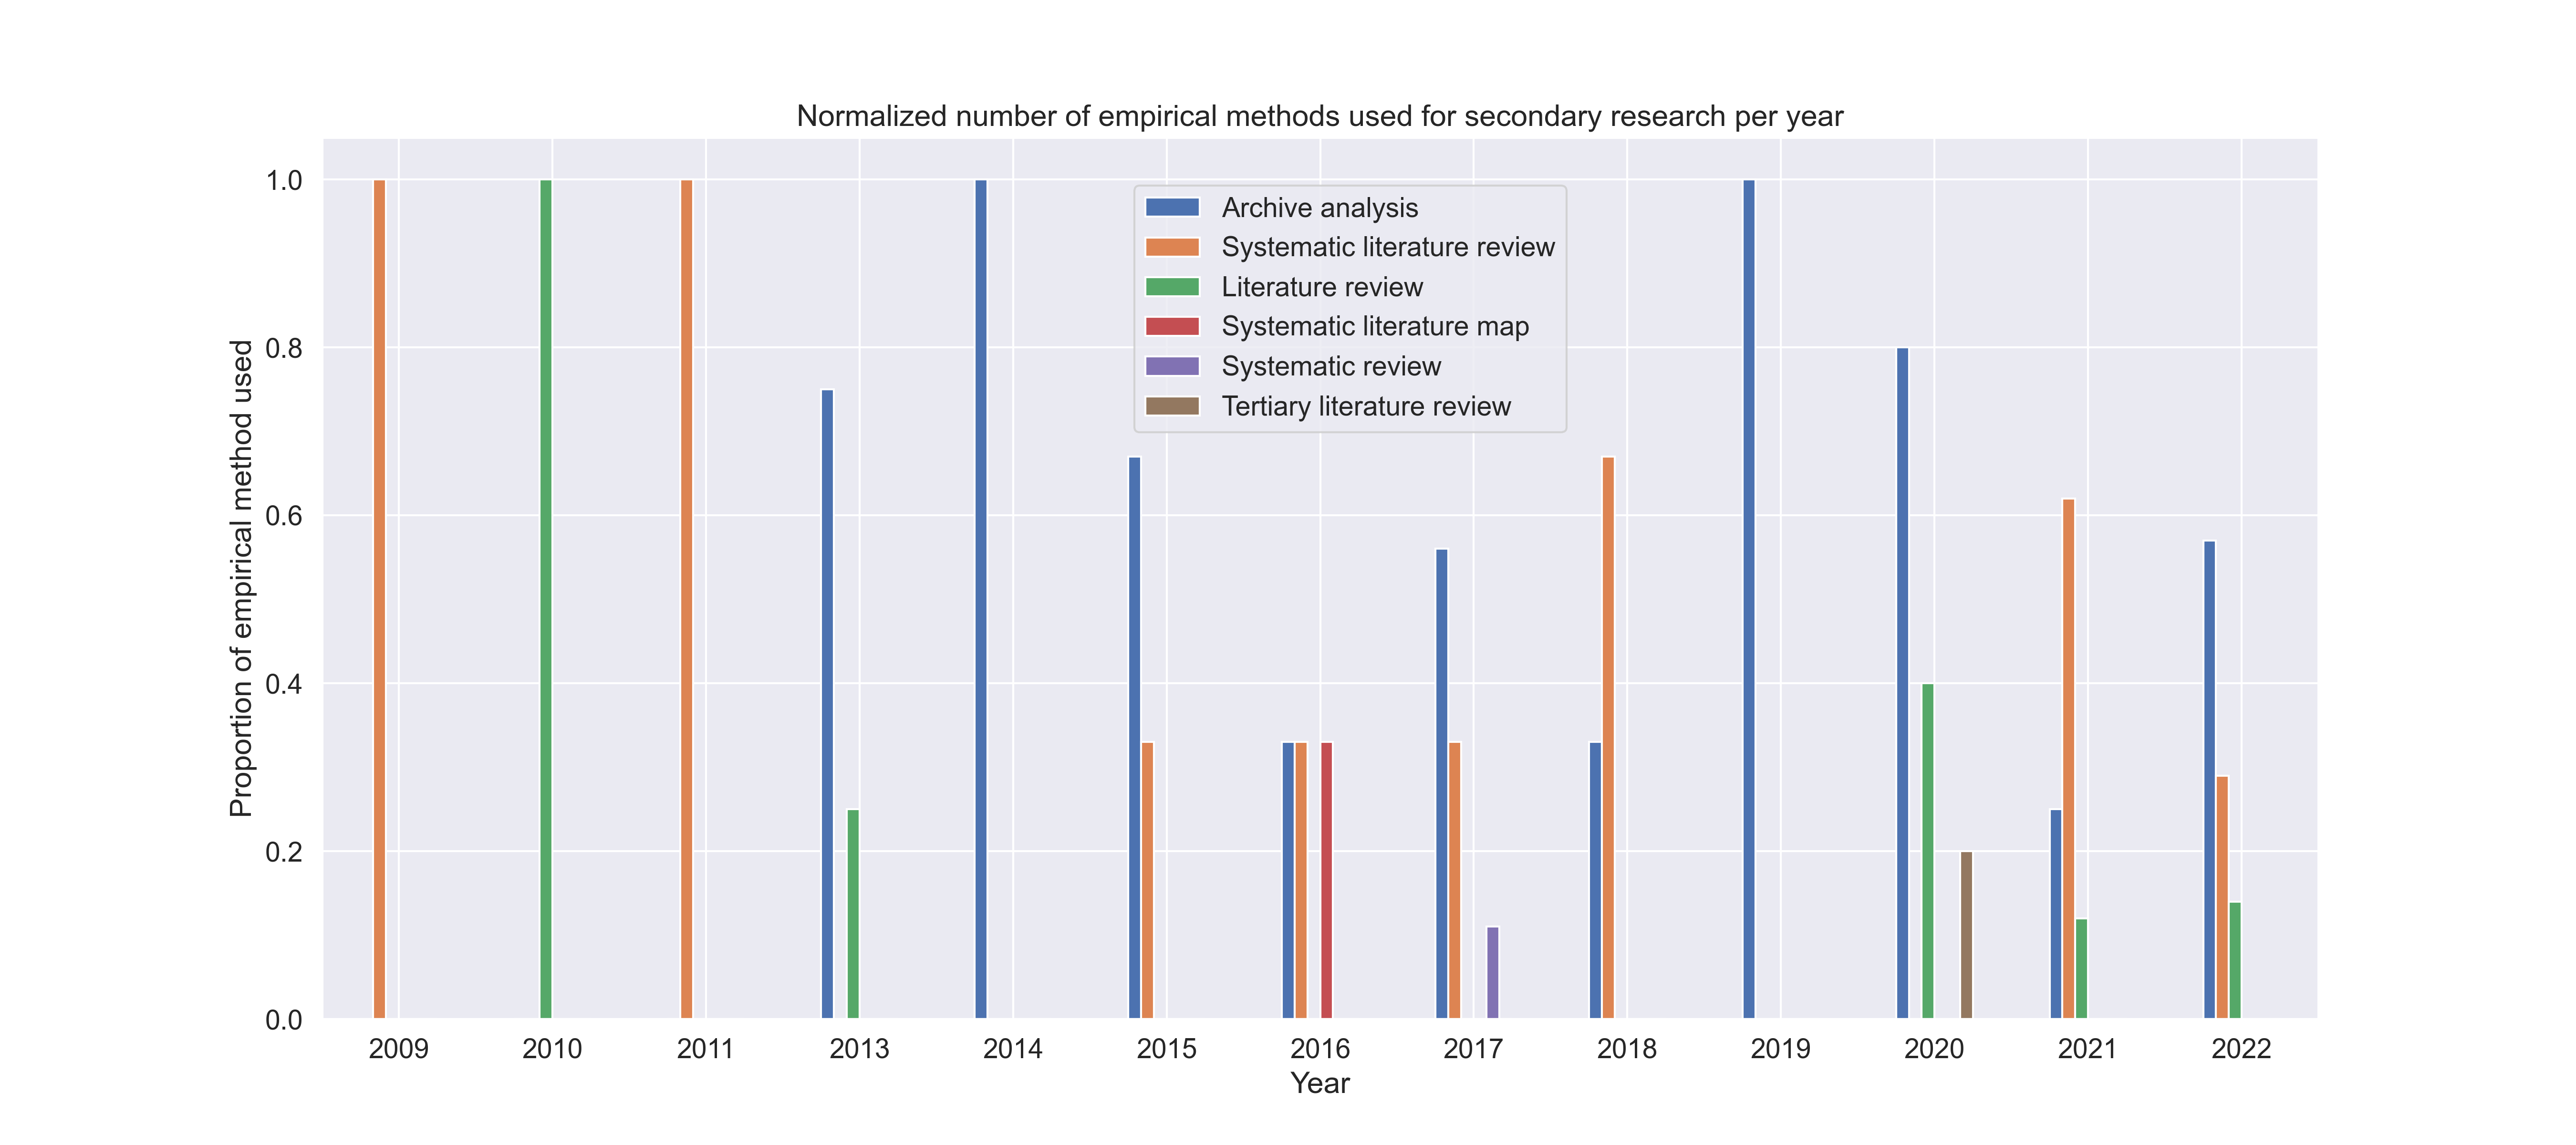 Normalized number of empirical methods used for secondary research per year
Proportion of empirical method used
1.0
0.8
0.6
0.4
0.2
0.0
Archive analysis
Systematic literature review
Literature review
Systematic literature map
Systematic review
Tertiary literature review
2009 2010 2011 2013 2014 2015 2016 2017 2018 2019 2020 2021 2022
Year